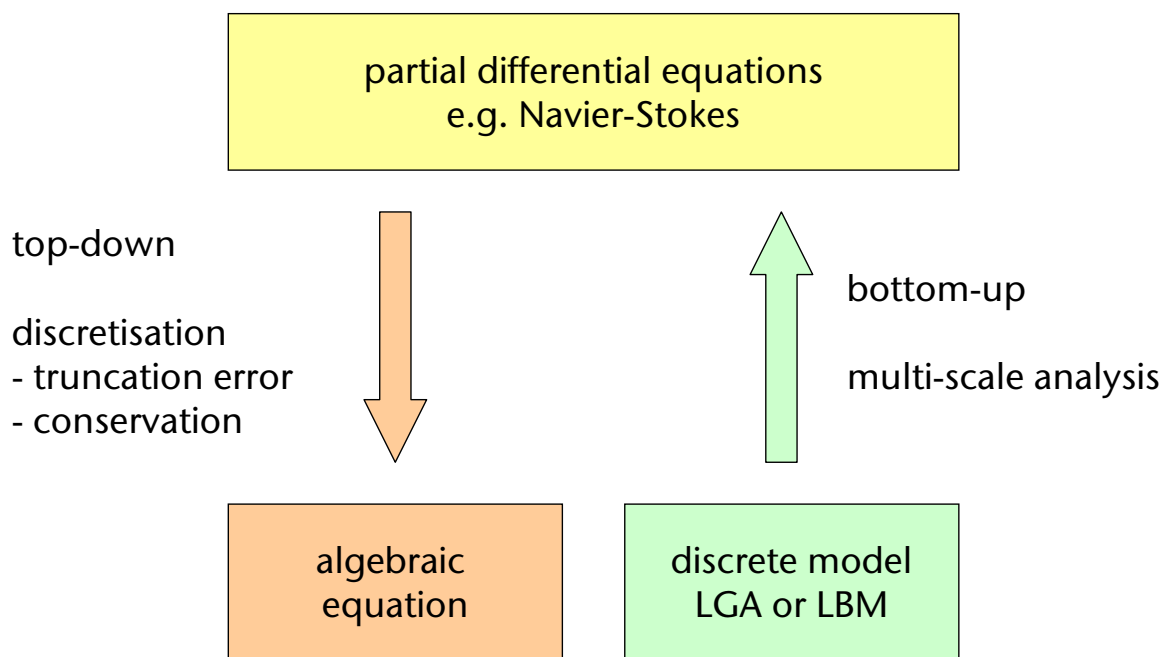 partial differential equations
e.g. Navier-Stokes
top-down
discretisation
- truncation error
- conservation
bottom-up
multi-scale analysis
algebraic
equation
discrete model
LGA or LBM